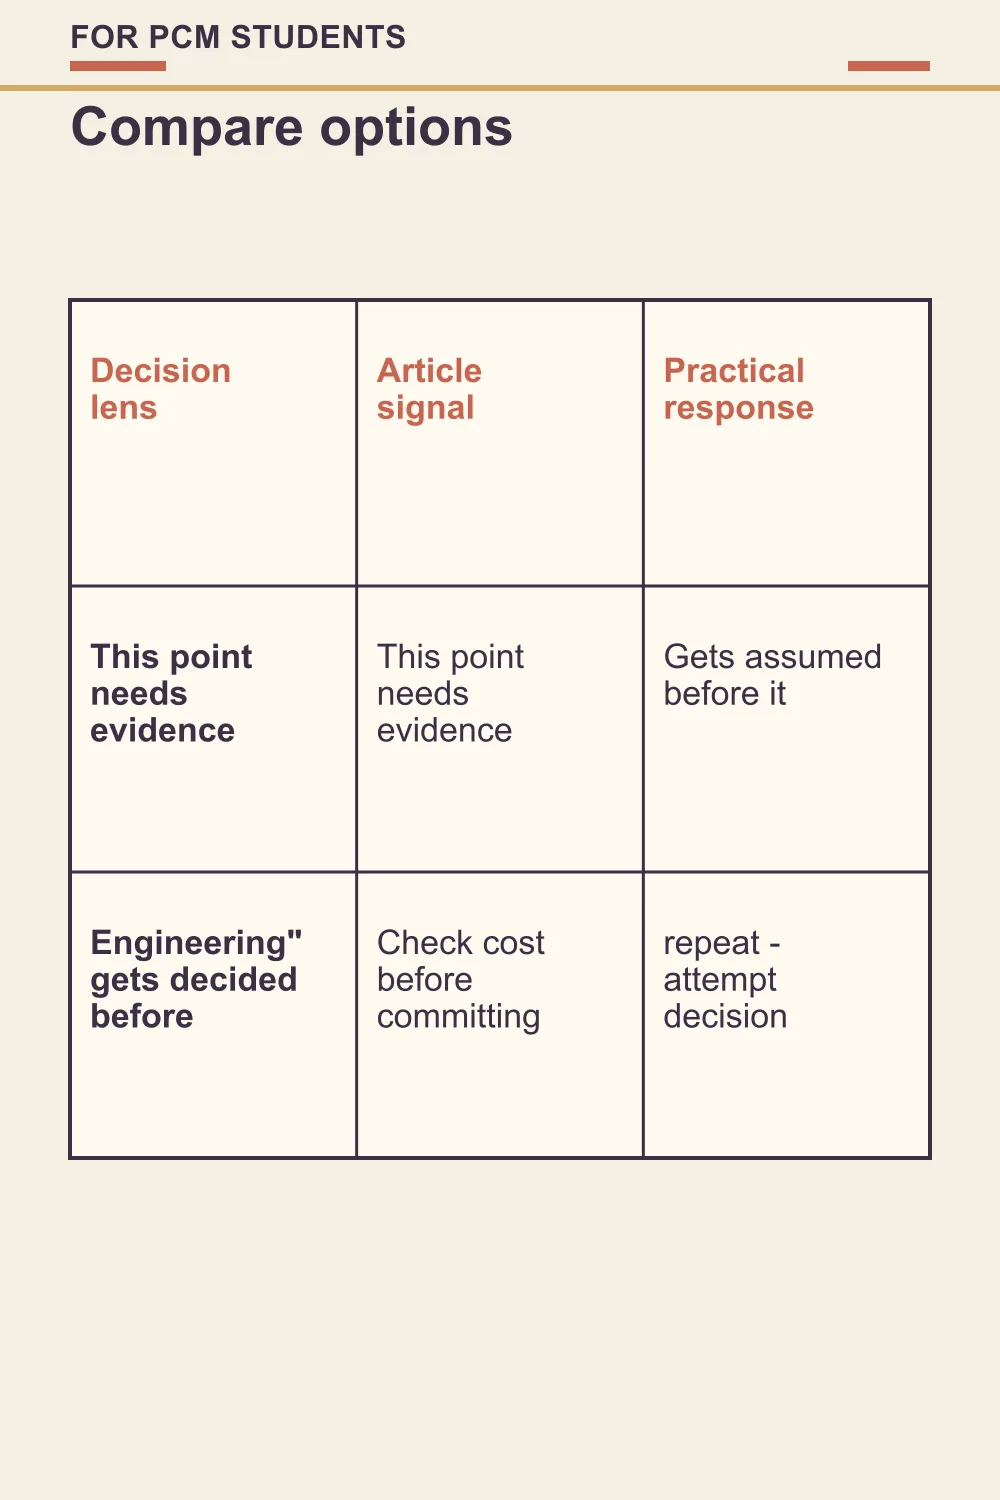 FOR PCM STUDENTS
Compare options
Decision
lens
Article
signal
Practical
response
This point
needs
evidence
This point
needs
evidence
Gets assumed
before it
Engineering"
gets decided
before
Check cost
before
committing
repeat -
attempt
decision